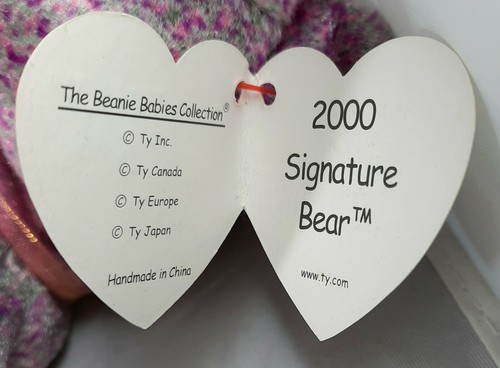 The Beanie Babies Collection®
© Ty Inc.
© Ty Canada
© Ty Europe
© Ty Japan
Handmade in China
2000
Signature
Bear™
www.ty.com